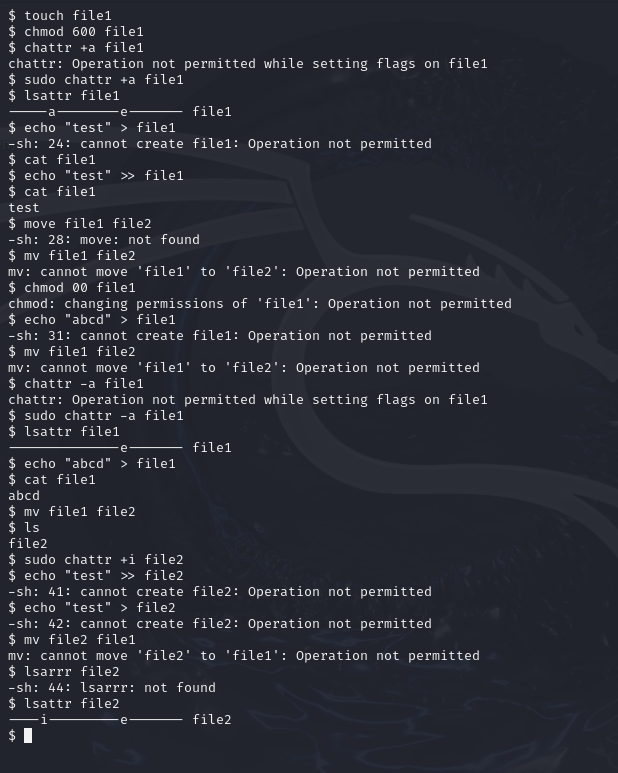 $ touch file1
$ chmod 600 file1
$ chattr +a file1
chattr: Operation not permitted while setting flags on file1
$ sudo chattr +a file1
$ lsattr file1
-----a--------e------- file1
$ echo "test" > file1
-sh: 24: cannot create file1: Operation not permitted
$ cat file1
$ echo "test" >> file1
$ cat file1
test
$ move file1 file2
-sh: 28: move: not found
$ mv file1 file2
mv: cannot move 'file1' to 'file2': Operation not permitted
$ chmod 00 file1
chmod: changing permissions of 'file1': Operation not permitted
$ echo "abcd" > file1
-sh: 31: cannot create file1: Operation not permitted
$ mv file1 file2
mv: cannot move 'file1' to 'file2': Operation not permitted
$ chattr -a file1
chattr: Operation not permitted while setting flags on file1
$ sudo chattr -a file1
$ lsattr file1
--------------e------- file1
$ echo "abcd" > file1
$ cat file1
abcd
$ mv file1 file2
$ ls
file2
$ sudo chattr +i file2
$ echo "test" >> file2
-sh: 41: cannot create file2: Operation not permitted
$ echo "test" > file2
-sh: 42: cannot create file2: Operation not permitted
$ mv file2 file1
mv: cannot move 'file2' to 'file1': Operation not permitted
$ lsarrr file2
-sh: 44: lsarrr: not found
$ lsattr file2
----i---------e------- file2
$